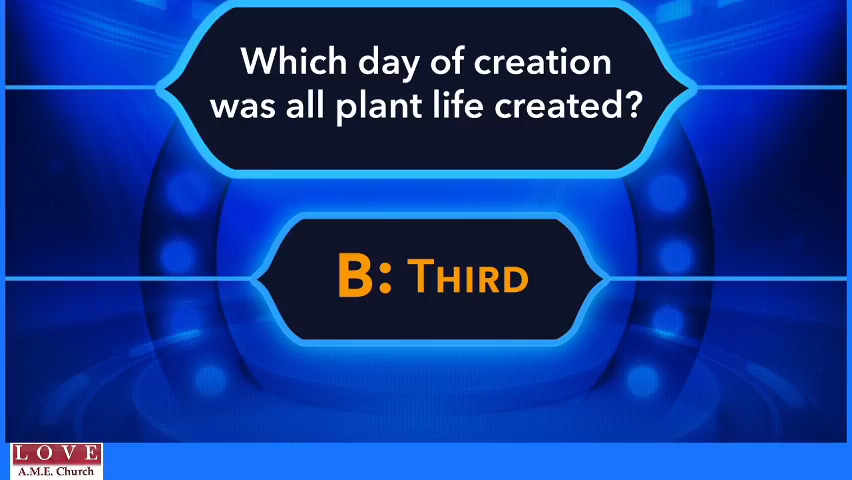 Which day of creation
was all plant life created?
B: Third
LOVE
A.M.E. Church